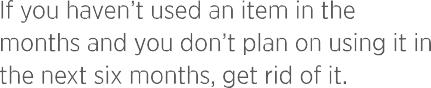 If you haven’t used an item in the
months and you don’t plan on using it in
the next six months, get rid of it.